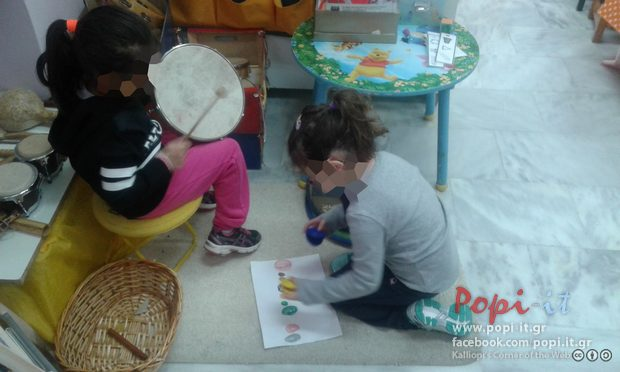 Popi-it
www.popi-it.gr
facebook.com popi-it.gr
Kalliopi's Corner of the Web